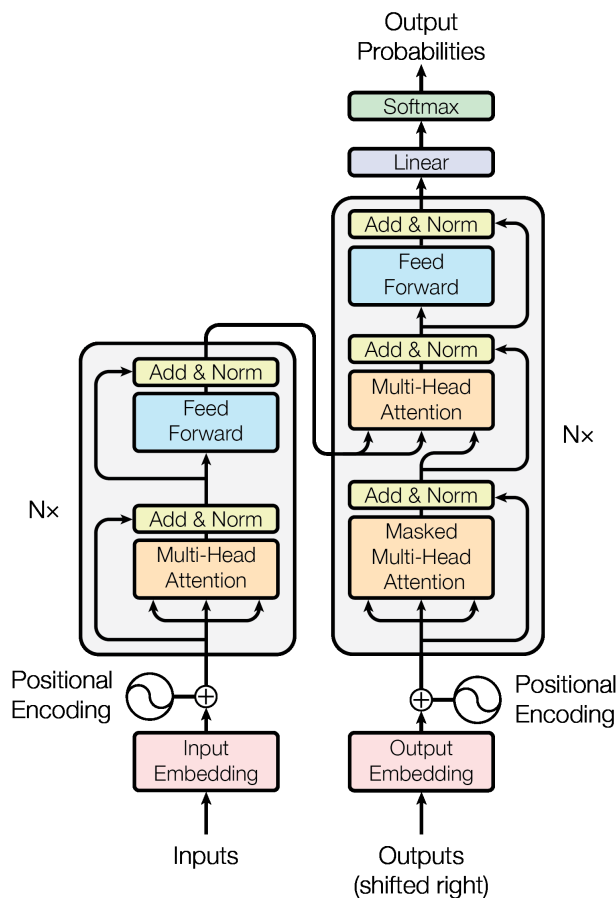 Output
Probabilities
Softmax
Linear
Add & Norm
Feed
Forward
Add & Norm
Multi-Head
Attention
Add & Norm
Masked
Multi-Head
Attention
Nx
Add & Norm
Feed
Forward
Add & Norm
Multi-Head
Attention
Nx
Positional
Encoding
Positional
Encoding
Input
Embedding
Output
Embedding
Inputs
Outputs
(shifted right)